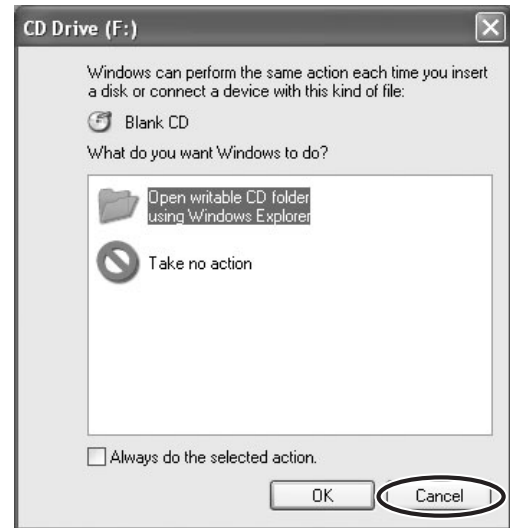 CD Drive (F:)
Windows can perform the same action each time you insert
a disk or connect a device with this kind of file:
Blank CD
What do you want Windows to do?
Open writable CD folder
using Windows Explorer
Take no action
Always do the selected action.
OK
Cancel